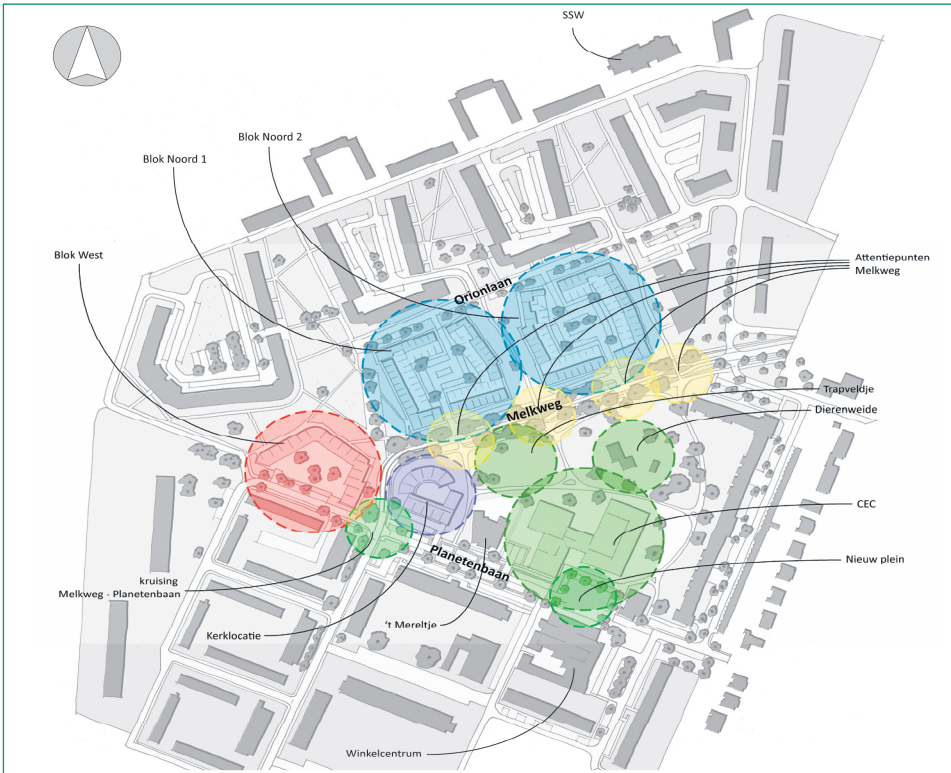 SSW
Blok Noord 2
Blok Noord 1
Blok West
Orionlaan
Attentiepunten
Melkweg
Melkweg
Trapveldje
Dierenweide
CEC
Planetenbaan
Nieuw plein
kruising
Melkweg - Planetenbaan
't Mereltje
Kerklocatie
Winkelcentrum